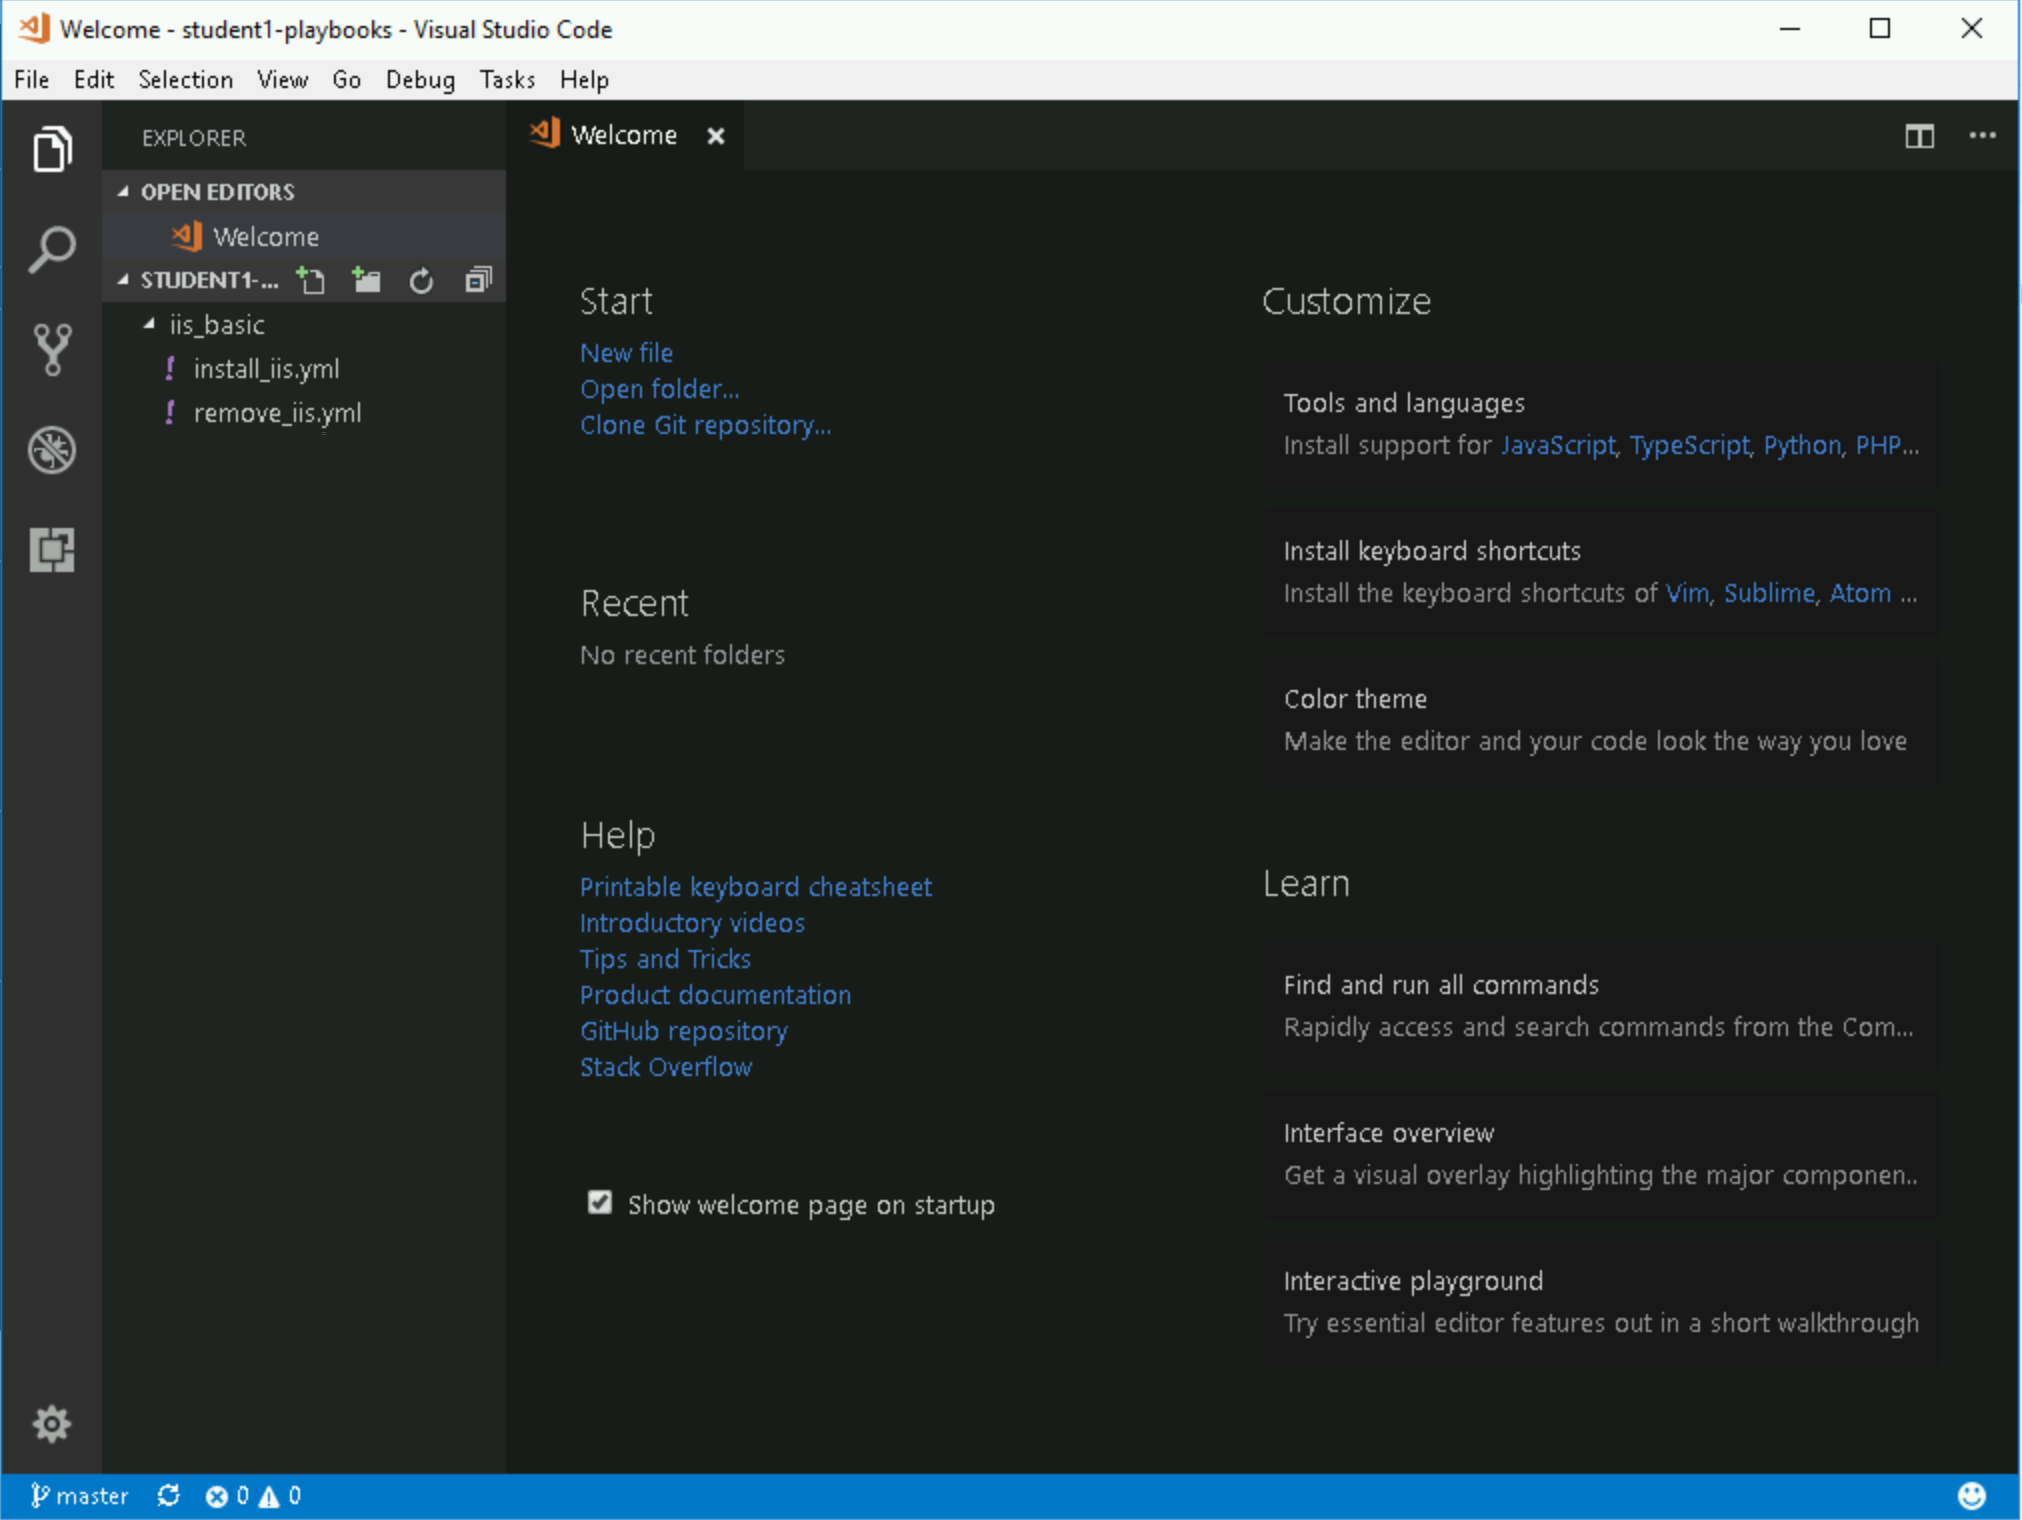 Welcome - student1-playbooks - Visual Studio Code
File Edit Selection View Go Debug Tasks Help
EXPLORER
OPEN EDITORS
Welcome
STUDENT1-...
iis_basic
install_iis.yml
remove_iis.yml
Welcome
Start
New file
Open folder...
Clone Git repository...
Recent
No recent folders
Help
Printable keyboard cheatsheet
Introductory videos
Tips and Tricks
Product documentation
GitHub repository
Stack Overflow
Show welcome page on startup
Customize
Tools and languages
Install support for JavaScript, TypeScript, Python, PHP...
Install keyboard shortcuts
Install the keyboard shortcuts of Vim, Sublime, Atom ...
Color theme
Make the editor and your code look the way you love
Learn
Find and run all commands
Rapidly access and search commands from the Com...
Interface overview
Get a visual overlay highlighting the major componen..
Interactive playground
Try essential editor features out in a short walkthrough
master 0 0